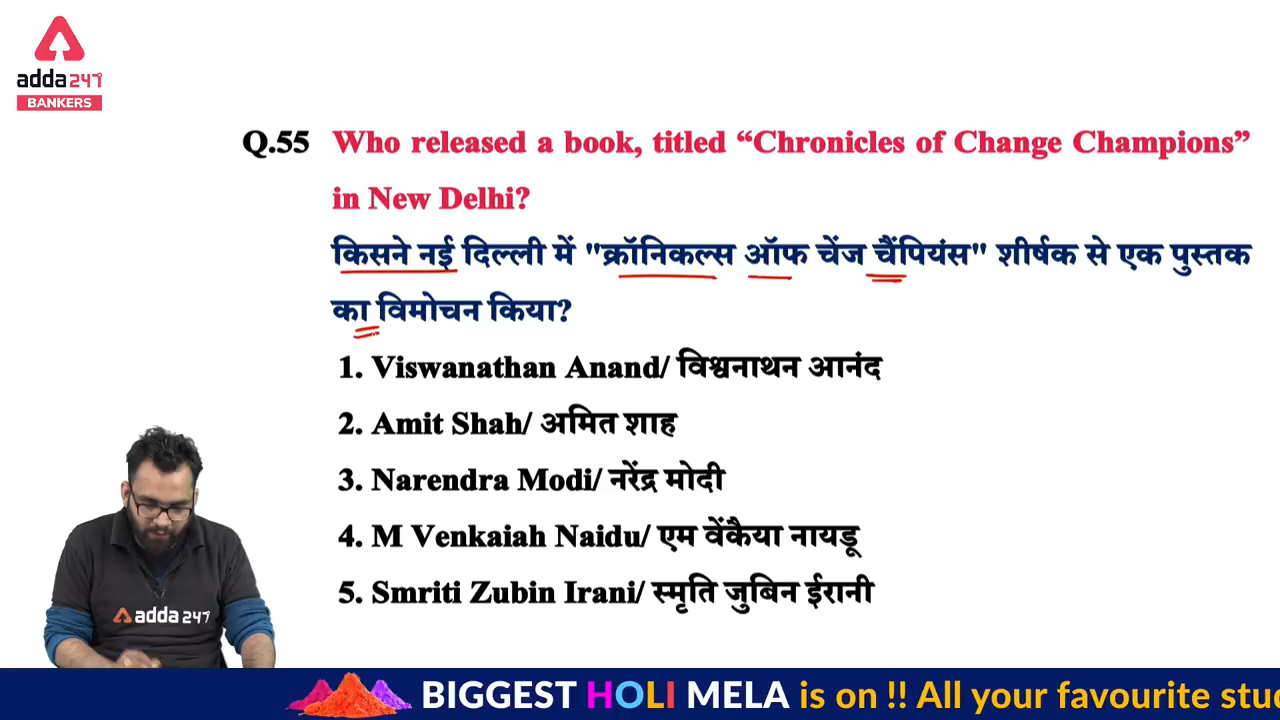 adda247
BANKERS
Q.55 Who released a book, titled “Chronicles of Change Champions”
in New Delhi?
किसने नई दिल्ली में "क्रॉनिकल्स ऑफ चेंज चैंपियंस" शीर्षक से एक पुस्तक
का विमोचन किया?
1. Viswanathan Anand/ विश्वनाथन आनंद
2. Amit Shah/ अमित शाह
3. Narendra Modi/ नरेंद्र मोदी
4. M Venkaiah Naidu/ एम वेंकैया नायडू
5. Smriti Zubin Irani/ स्मृति जुबिन ईरानी
adda247
BIGGEST HOLI MELA is on !! All your favourite stu